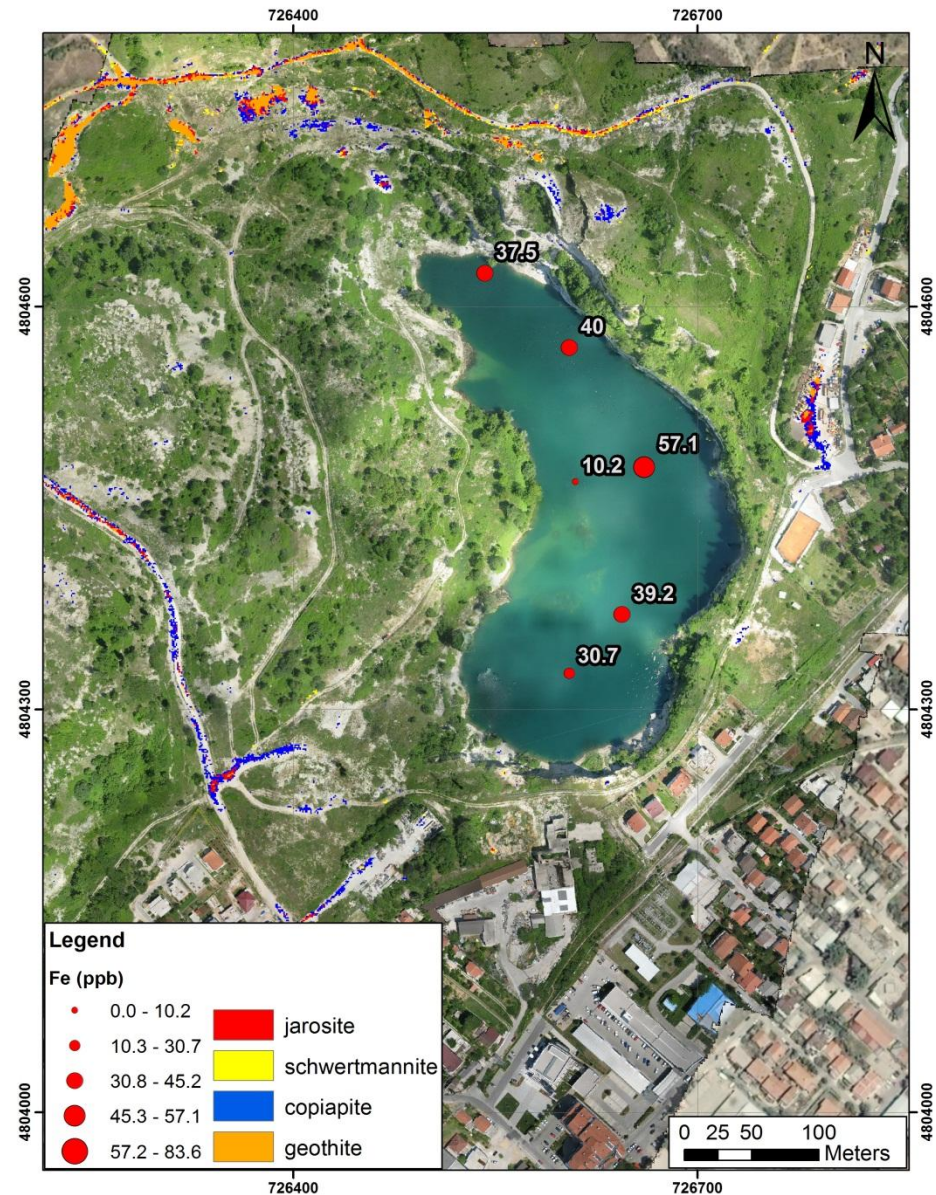 726400 726700
N
37.5
4804600 4804600
40
57.1
10.2
39.2
30.7
4804300 4804300
Legend
Fe (ppb)
0.0 - 10.2
10.3 - 30.7
30.8 - 45.2
45.3 - 57.1
57.2 - 83.6
jarosite
schwertmannite
copiapite
geothite
4804000 4804000
0 25 50 100
Meters
726400 726700